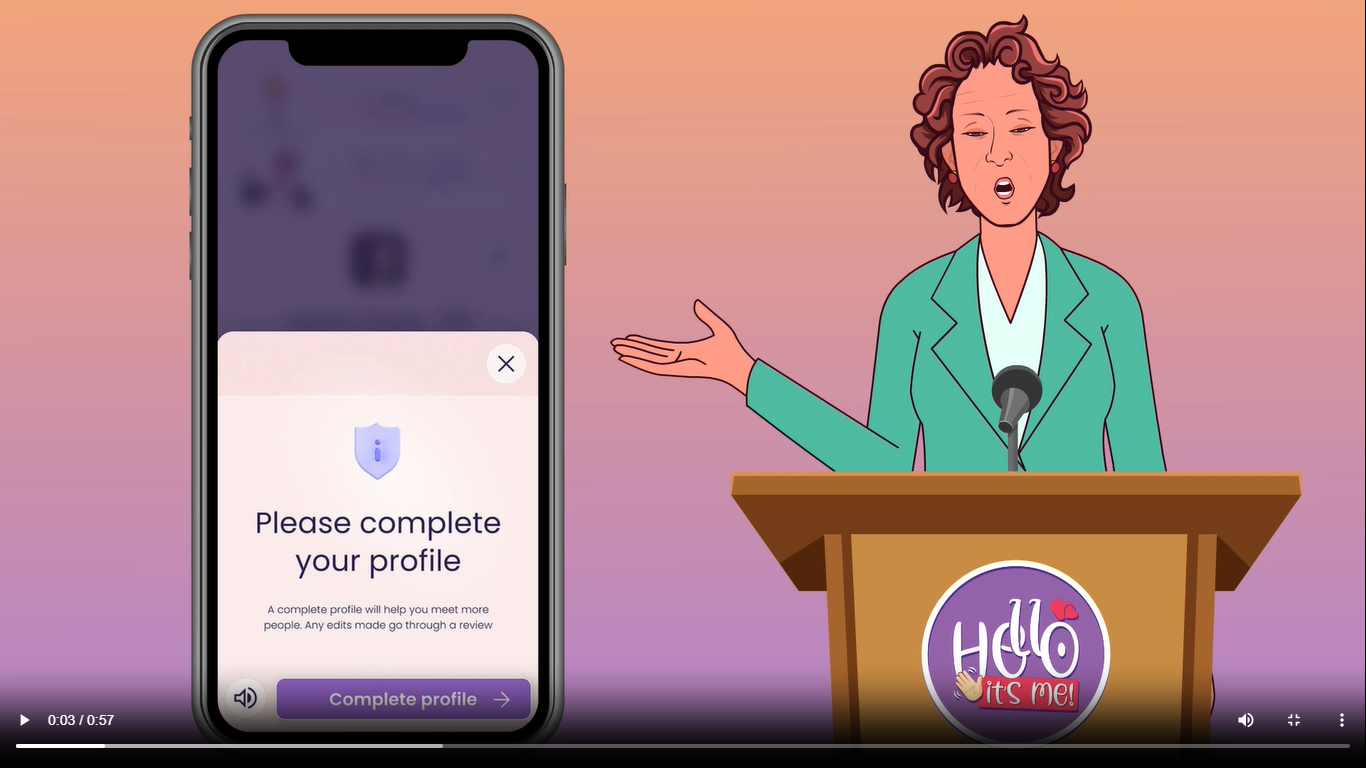 Please complete
your profile
A complete profile will help you meet more
people. Any edits made go through a review
Complete profile
HellO
it's me!
0:03 / 0:57